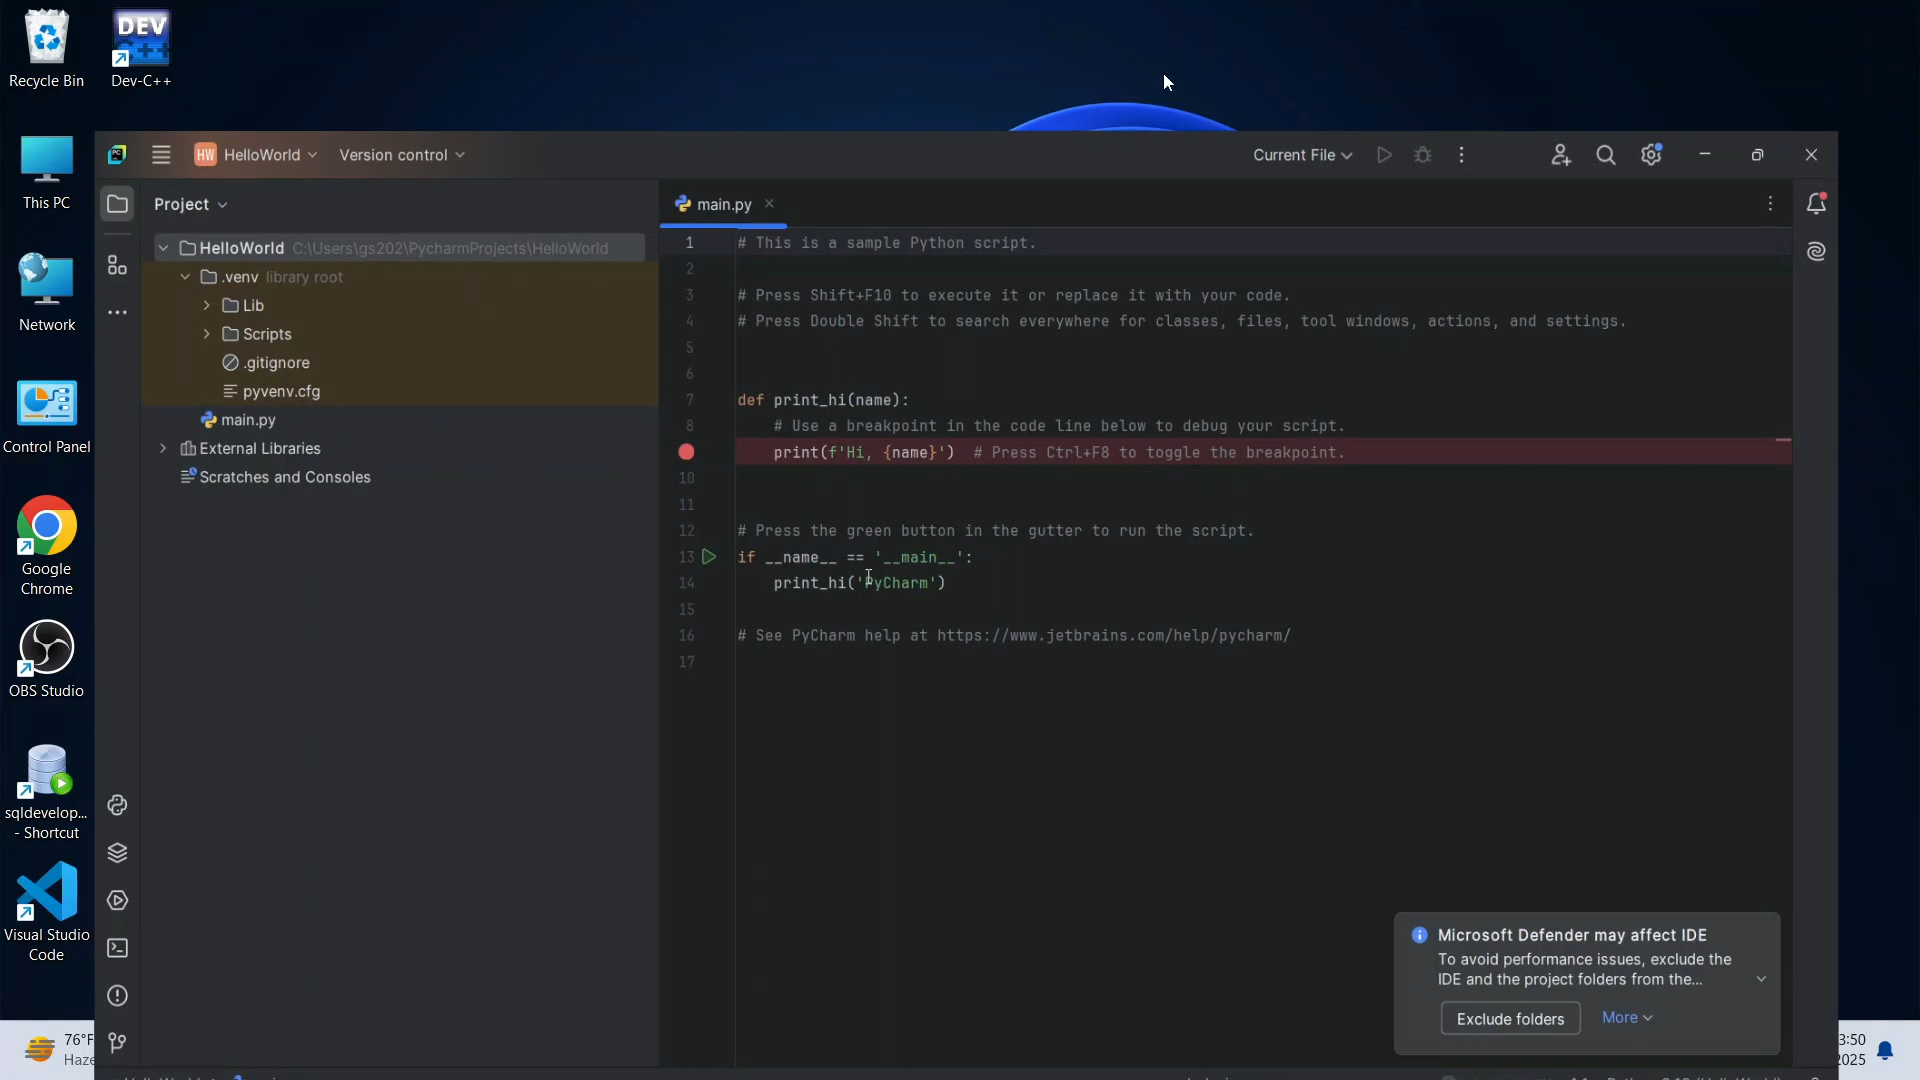 Recycle Bin
DEV
Dev-C++
This PC
Network
Control Panel
Google
Chrome
OBS Studio
sqldevelop...
- Shortcut
Visual Studio
Code
76°F
Haze
PC
HW HelloWorld
Version control
Current File
Project
HelloWorld C:\Users\gs202\PycharmProjects\HelloWorld
.venv library root
Lib
Scripts
.gitignore
pyvenv.cfg
main.py
External Libraries
Scratches and Consoles
main.py
1 # This is a sample Python script.
2
3 # Press Shift+F10 to execute it or replace it with your code.
4 # Press Double Shift to search everywhere for classes, files, tool windows, actions, and settings.
5
6
7 def print_hi(name):
8 # Use a breakpoint in the code line below to debug your script.
print(f'Hi, {name}') # Press Ctrl+F8 to toggle the breakpoint.
10
11
12 # Press the green button in the gutter to run the script.
13 if __name__ == '__main__':
14 print_hi('PyCharm')
15
16 # See PyCharm help at https://www.jetbrains.com/help/pycharm/
17
Microsoft Defender may affect IDE
To avoid performance issues, exclude the
IDE and the project folders from the...
Exclude folders
More
3:50
2025